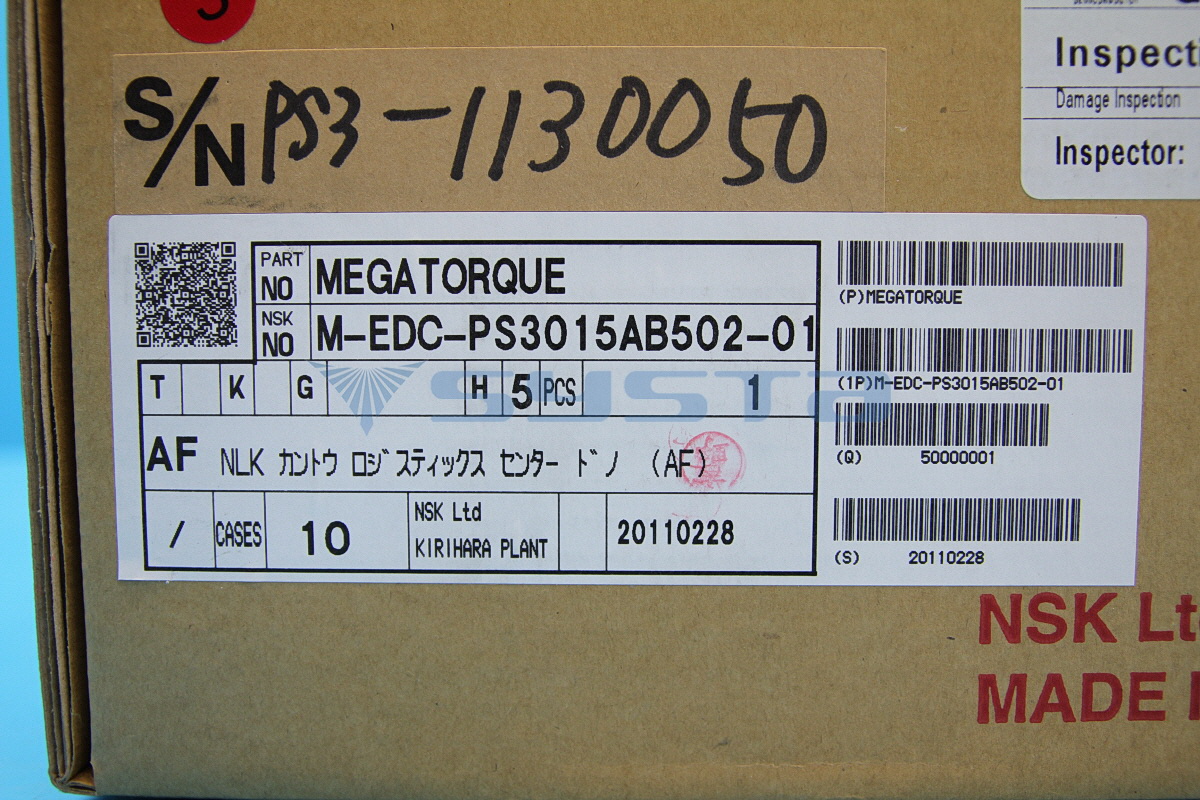 S/N PS3-1130050
Inspecti
Damage Inspection
Inspector:
PART NO MEGATORQUE
NSK NO M-EDC-PS3015AB502-01
T K G H 5 PCS 1
AF NLK カントウ ロジスティックス センター ドノ (AF)
/ CASES 10 NSK Ltd KIRIHARA PLANT 20110228
(P)MEGATORQUE
(1P)M-EDC-PS3015AB502-01
(Q) 50000001
(S) 20110228
SUSTA
NSK Lt
MADE